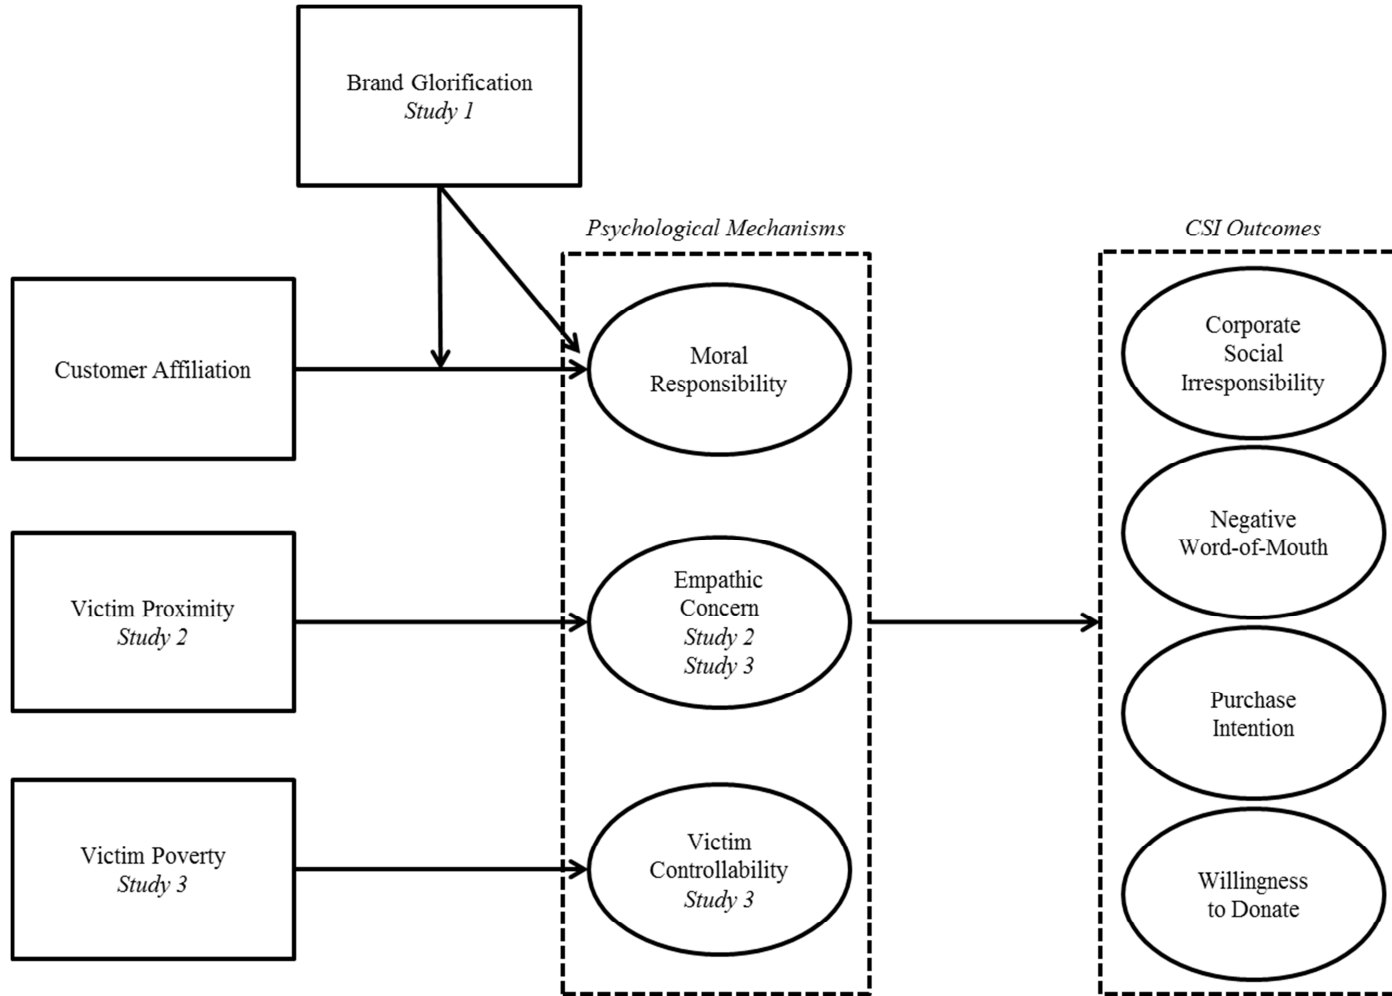 Brand Glorification
Study 1
Psychological Mechanisms
CSI Outcomes
Customer Affiliation
Moral
Responsibility
Corporate
Social
Irresponsibility
Negative
Word-of-Mouth
Victim Proximity
Study 2
Empathic
Concern
Study 2
Study 3
Purchase
Intention
Victim Poverty
Study 3
Victim
Controllability
Study 3
Willingness
to Donate